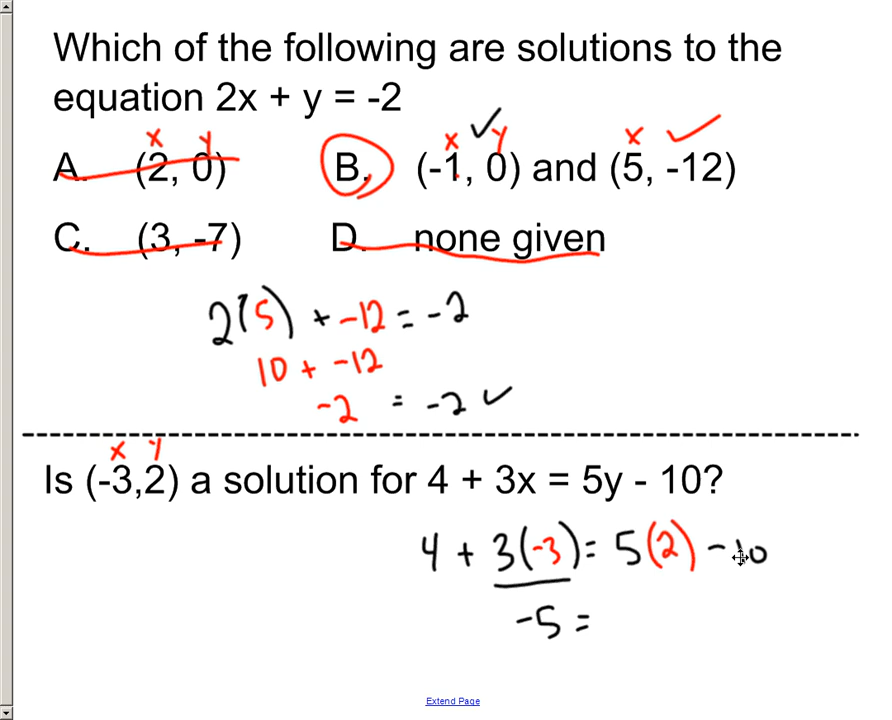 Which of the following are solutions to the
equation 2x + y = -2
x y x y x
A. (2, 0) B. (-1, 0) and (5, -12)
C. (3, -7) D. none given
2(5) + -12 = -2
10 + -12
-2 = -2
x y
Is (-3,2) a solution for 4 + 3x = 5y - 10?
4 + 3(-3) = 5(2) - 10
-5 =
Extend Page